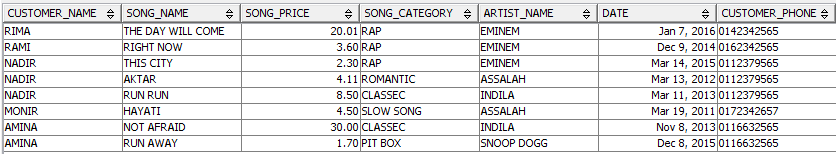 CUSTOMER_NAME SONG_NAME SONG_PRICE SONG_CATEGORY ARTIST_NAME DATE CUSTOMER_PHONE
RIMA THE DAY WILL COME 20.01 RAP EMINEM Jan 7, 2016 0142342565
RAMI RIGHT NOW 3.60 RAP EMINEM Dec 9, 2014 0162342565
NADIR THIS CITY 2.30 RAP EMINEM Mar 14, 2015 0112379565
NADIR AKTAR 4.11 ROMANTIC ASSALAH Mar 13, 2012 0112379565
NADIR RUN RUN 8.50 CLASSEC INDILA Mar 11, 2013 0112379565
MONIR HAYATI 4.50 SLOW SONG ASSALAH Mar 19, 2011 0172342657
AMINA NOT AFRAID 30.00 CLASSEC INDILA Nov 8, 2013 0116632565
AMINA RUN AWAY 1.70 PIT BOX SNOOP DOGG Dec 8, 2015 0116632565